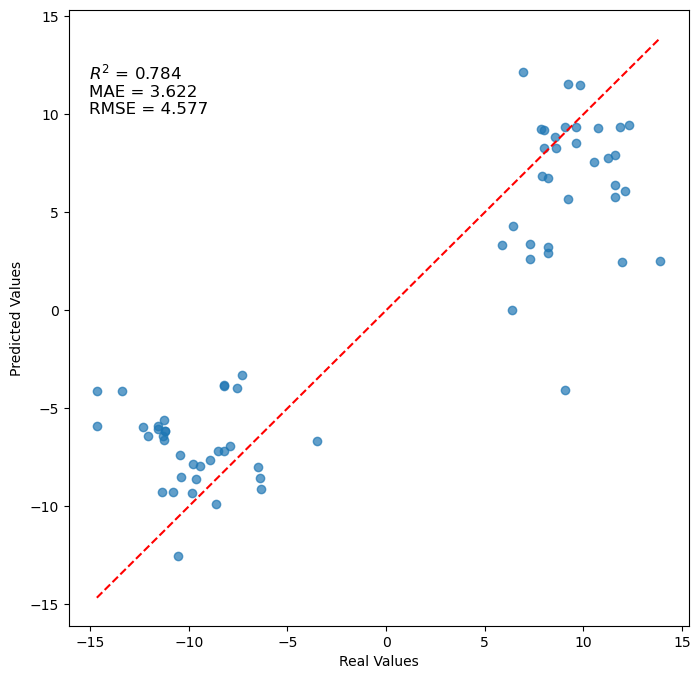 15
10
5
0
−5
−10
−15
R² = 0.784
MAE = 3.622
RMSE = 4.577
Predicted Values
−15 −10 −5 0 5 10 15
Real Values